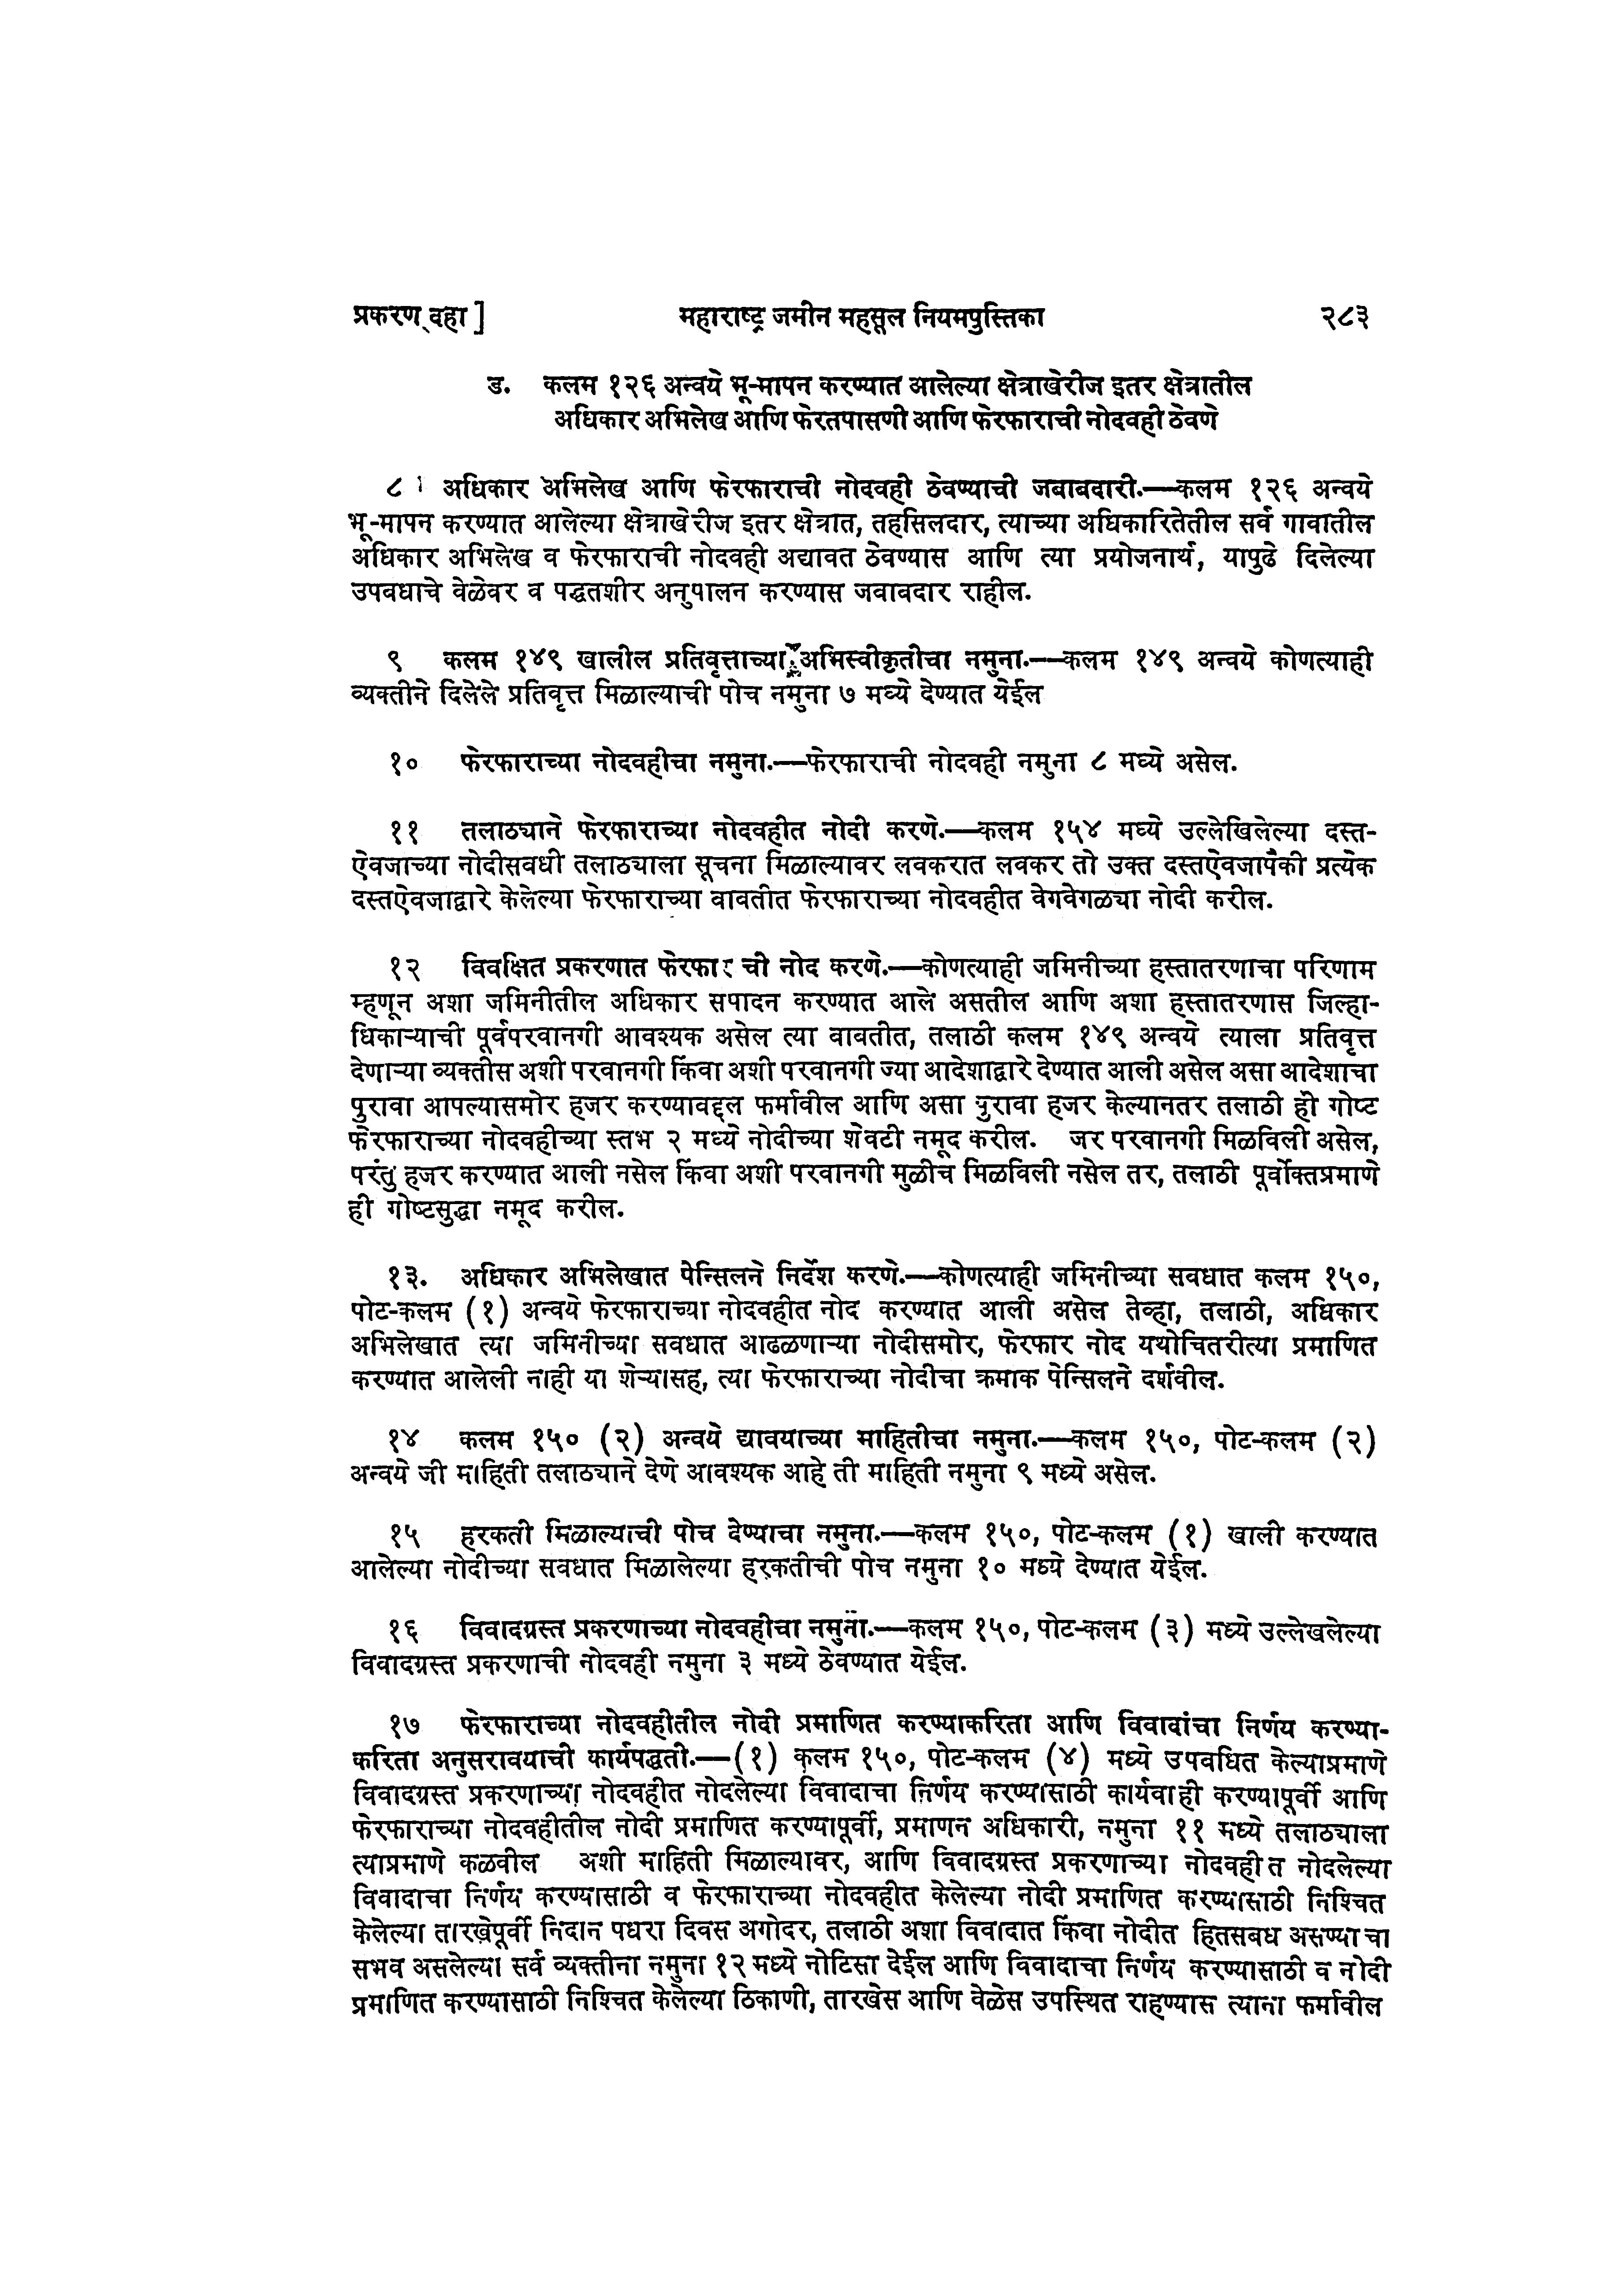 प्रकरण दहा]
महाराष्ट्र जमीन महसूल नियमपुस्तिका
२८३
ड. कलम १२६ अन्वये भू-मापन करण्यात आलेल्या क्षेत्राखेरीज इतर क्षेत्रातील
अधिकार अभिलेख आणि फेरतपासणी आणि फेरफाराची नोदवही ठेवणे
८ अधिकार अभिलेख आणि फेरफाराची नोदवही ठेवण्याची जबाबदारी.—कलम १२६ अन्वये
भू-मापन करण्यात आलेल्या क्षेत्राखेरीज इतर क्षेत्रात, तहसिलदार, त्याच्या अधिकारितेतील सर्व गावातील
अधिकार अभिलेख व फेरफाराची नोदवही अद्यावत ठेवण्यास आणि त्या प्रयोजनार्थ, यापुढे दिलेल्या
उपवधाचे वेळेवर व पद्धतशीर अनुपालन करण्यास जवावदार राहील.
९ कलम १४९ खालील प्रतिवृत्ताच्या अभिस्वीकृतीचा नमुना.—कलम १४९ अन्वये कोणत्याही
व्यक्तीने दिलेले प्रतिवृत्त मिळाल्याची पोच नमुना ७ मध्ये देण्यात येईल
१० फेरफाराच्या नोदवहीचा नमुना.—फेरफाराची नोदवही नमुना ८ मध्ये असेल.
११ तलाठ्याने फेरफाराच्या नोदवहीत नोदी करणे.—कलम १५४ मध्ये उल्लेखिलेल्या दस्त-
ऐवजाच्या नोदीसवधी तलाठ्याला सूचना मिळाल्यावर लवकरात लवकर तो उक्त दस्तऐवजापैकी प्रत्येक
दस्तऐवजाद्वारे केलेल्या फेरफाराच्या वावतीत फेरफाराच्या नोदवहीत वेगवेगळ्या नोदी करील.
१२ विवक्षित प्रकरणात फेरफार ची नोद करणे.—कोणत्याही जमिनीच्या हस्तातरणाचा परिणाम
म्हणून अशा जमिनीतील अधिकार सपादन करण्यात आले असतील आणि अशा हस्तातरणास जिल्हा-
धिकाऱ्याची पूर्वपरवानगी आवश्यक असेल त्या वावतीत, तलाठी कलम १४९ अन्वये त्याला प्रतिवृत्त
देणाऱ्या व्यक्तीस अशी परवानगी किंवा अशी परवानगी ज्या आदेशाद्वारे देण्यात आली असेल असा आदेशाचा
पुरावा आपल्यासमोर हजर करण्यावद्दल फर्मावील आणि असा पुरावा हजर केल्यानतर तलाठी ही गोष्ट
फेरफाराच्या नोदवहीच्या स्तभ २ मध्ये नोदीच्या शेवटी नमूद करील. जर परवानगी मिळविली असेल,
परंतु हजर करण्यात आली नसेल किंवा अशी परवानगी मुळीच मिळविली नसेल तर, तलाठी पूर्वोक्तप्रमाणे
ही गोष्टसुद्धा नमूद करील.
१३. अधिकार अभिलेखात पेन्सिलने निर्देश करणे.—कोणत्याही जमिनीच्या सवधात कलम १५०,
पोट-कलम (१) अन्वये फेरफाराच्या नोदवहीत नोद करण्यात आली असेल तेव्हा, तलाठी, अधिकार
अभिलेखात त्या जमिनीच्या सवधात आढळणाऱ्या नोदीसमोर, फेरफार नोद यथोचितरीत्या प्रमाणित
करण्यात आलेली नाही या शेऱ्यासह, त्या फेरफाराच्या नोदीचा क्रमाक पेन्सिलने दर्शवील.
१४ कलम १५० (२) अन्वये द्यावयाच्या माहितीचा नमुना.—कलम १५०, पोट-कलम (२)
अन्वये जी माहिती तलाठ्याने देणे आवश्यक आहे ती माहिती नमुना ९ मध्ये असेल.
१५ हरकती मिळाल्याची पोच देण्याचा नमुना.—कलम १५०, पोट-कलम (१) खाली करण्यात
आलेल्या नोदीच्या सवधात मिळालेल्या हरकतीची पोच नमुना १० मध्ये देण्यात येईल.
१६ विवादग्रस्त प्रकरणाच्या नोदवहीचा नमुना.—कलम १५०, पोट-कलम (३) मध्ये उल्लेखलेल्या
विवादग्रस्त प्रकरणाची नोदवही नमुना ३ मध्ये ठेवण्यात येईल.
१७ फेरफाराच्या नोदवहीतील नोदी प्रमाणित करण्याकरिता आणि विवादांचा निर्णय करण्या-
करिता अनुसरावयाची कार्यपद्धती.—(१) कलम १५०, पोट-कलम (४) मध्ये उपवधित केल्याप्रमाणे
विवादग्रस्त प्रकरणाच्या नोदवहीत नोदलेल्या विवादाचा निर्णय करण्यासाठी कार्यवाही करण्यापूर्वी आणि
फेरफाराच्या नोदवहीतील नोदी प्रमाणित करण्यापूर्वी, प्रमाणन अधिकारी, नमुना ११ मध्ये तलाठ्याला
त्याप्रमाणे कळवील अशी माहिती मिळाल्यावर, आणि विवादग्रस्त प्रकरणाच्या नोदवहीत नोदलेल्या
विवादाचा निर्णय करण्यासाठी व फेरफाराच्या नोदवहीत केलेल्या नोदी प्रमाणित करण्यासाठी निश्चित
केलेल्या तारखेपूर्वी निदान पधरा दिवस अगोदर, तलाठी अशा विवादात किंवा नोदीत हितसबध असण्याचा
सभव असलेल्या सर्व व्यक्तीना नमुना १२ मध्ये नोटिसा देईल आणि विवादाचा निर्णय करण्यासाठी व नोदी
प्रमाणित करण्यासाठी निश्चित केलेल्या ठिकाणी, तारखेस आणि वेळेस उपस्थित राहण्यास त्याना फर्मावील